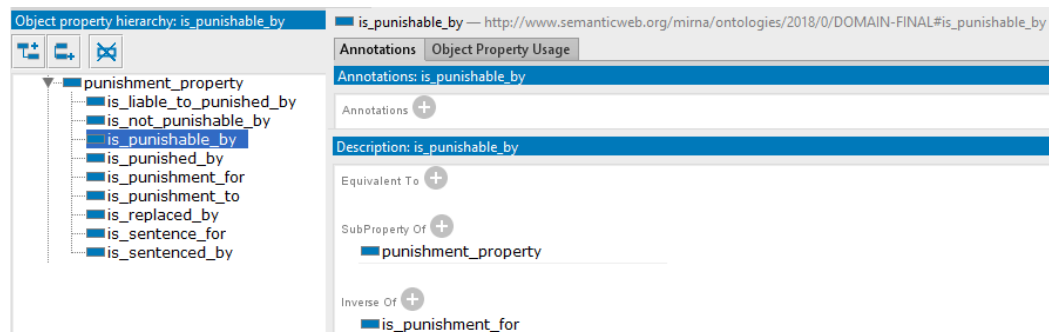 Object property hierarchy: is_punishable_by
punishment_property
is_liable_to_punished_by
is_not_punishable_by
is_punishable_by
is_punished_by
is_punishment_for
is_punishment_to
is_replaced_by
is_sentence_for
is_sentenced_by
is_punishable_by — http://www.semanticweb.org/mirna/ontologies/2018/0/DOMAIN-FINAL#is_punishable_by
Annotations Object Property Usage
Annotations: is_punishable_by
Annotations
Description: is_punishable_by
Equivalent To
SubProperty Of
punishment_property
Inverse Of
is_punishment_for